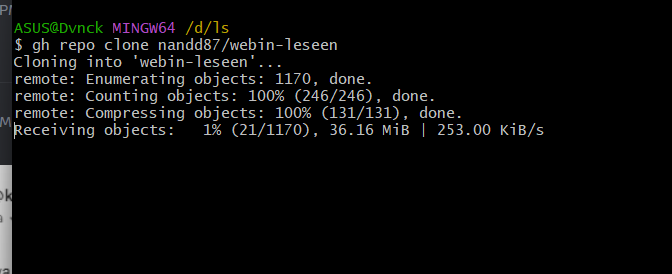 PM
ASUS@Dvnck MINGW64 /d/ls
$ gh repo clone nandd87/webin-leseen
Cloning into 'webin-leseen'...
remote: Enumerating objects: 1170, done.
remote: Counting objects: 100% (246/246), done.
remote: Compressing objects: 100% (131/131), done.
Receiving objects:   1% (21/1170), 36.16 MiB | 253.00 KiB/s